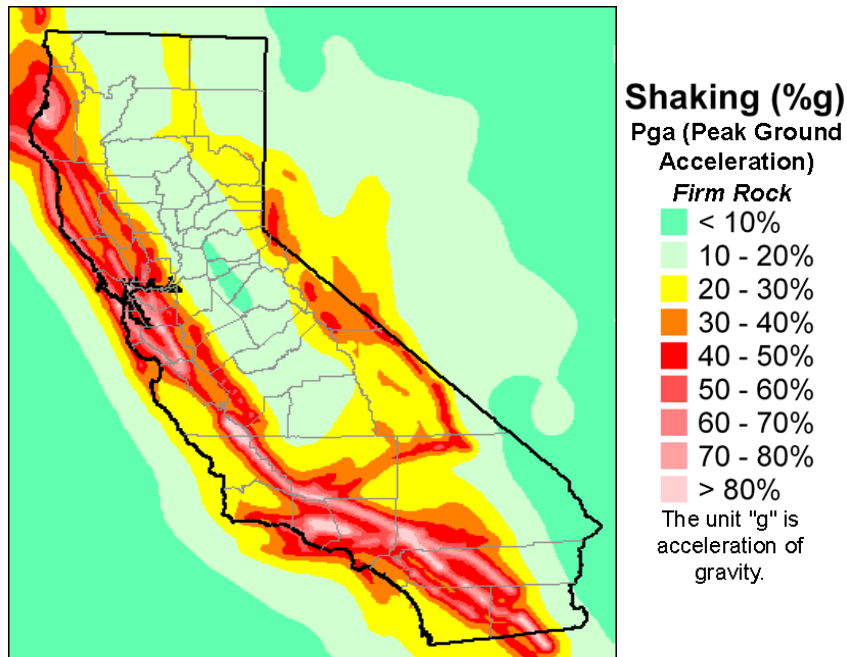 Shaking (%g)
Pga (Peak Ground
Acceleration)
Firm Rock
< 10%
10 - 20%
20 - 30%
30 - 40%
40 - 50%
50 - 60%
60 - 70%
70 - 80%
> 80%
The unit "g" is
acceleration of
gravity.